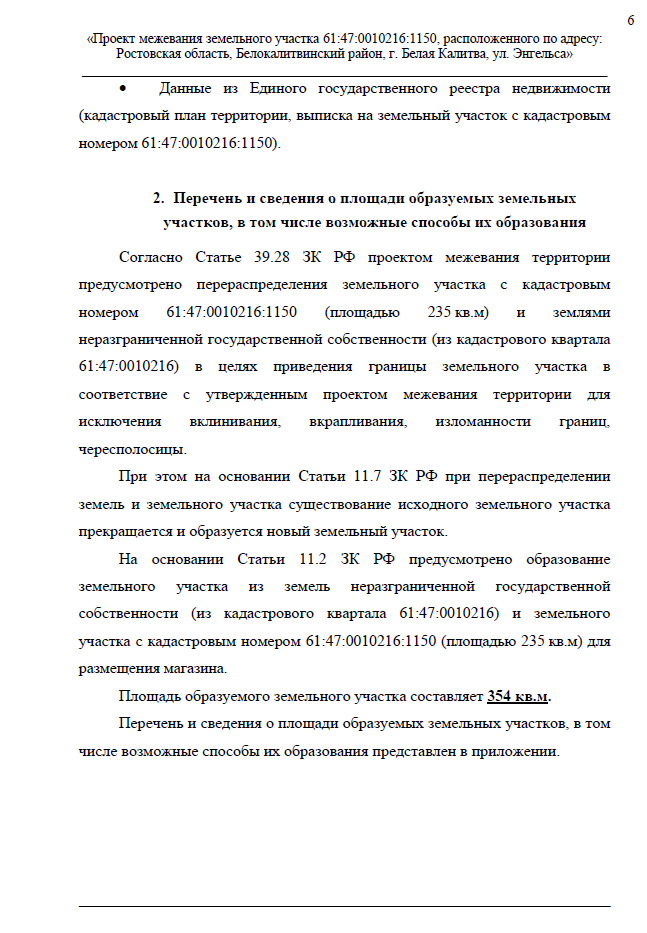 6
«Проект межевания земельного участка 61:47:0010216:1150, расположенного по адресу:
Ростовская область, Белокалитвинский район, г. Белая Калитва, ул. Энгельса»
• Данные из Единого государственного реестра недвижимости
(кадастровый план территории, выписка на земельный участок с кадастровым
номером 61:47:0010216:1150).
2. Перечень и сведения о площади образуемых земельных
участков, в том числе возможные способы их образования
Согласно Статье 39.28 ЗК РФ проектом межевания территории
предусмотрено перераспределения земельного участка с кадастровым
номером 61:47:0010216:1150 (площадью 235 кв.м) и землями
неразграниченной государственной собственности (из кадастрового квартала
61:47:0010216) в целях приведения границы земельного участка в
соответствие с утвержденным проектом межевания территории для
исключения вклинивания, вкрапливания, изломанности границ,
чересполосицы.
При этом на основании Статьи 11.7 ЗК РФ при перераспределении
земель и земельного участка существование исходного земельного участка
прекращается и образуется новый земельный участок.
На основании Статьи 11.2 ЗК РФ предусмотрено образование
земельного участка из земель неразграниченной государственной
собственности (из кадастрового квартала 61:47:0010216) и земельного
участка с кадастровым номером 61:47:0010216:1150 (площадью 235 кв.м) для
размещения магазина.
Площадь образуемого земельного участка составляет 354 кв.м.
Перечень и сведения о площади образуемых земельных участков, в том
числе возможные способы их образования представлен в приложении.